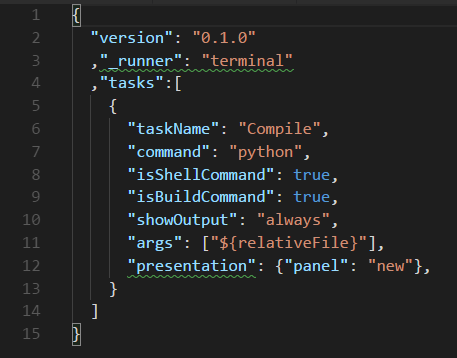 1 {
2 "version": "0.1.0"
3 ,"_runner": "terminal"
4 ,"tasks":[
5 {
6 "taskName": "Compile",
7 "command": "python",
8 "isShellCommand": true,
9 "isBuildCommand": true,
10 "showOutput": "always",
11 "args": ["${relativeFile}"],
12 "presentation": {"panel": "new"},
13 }
14 ]
15 }